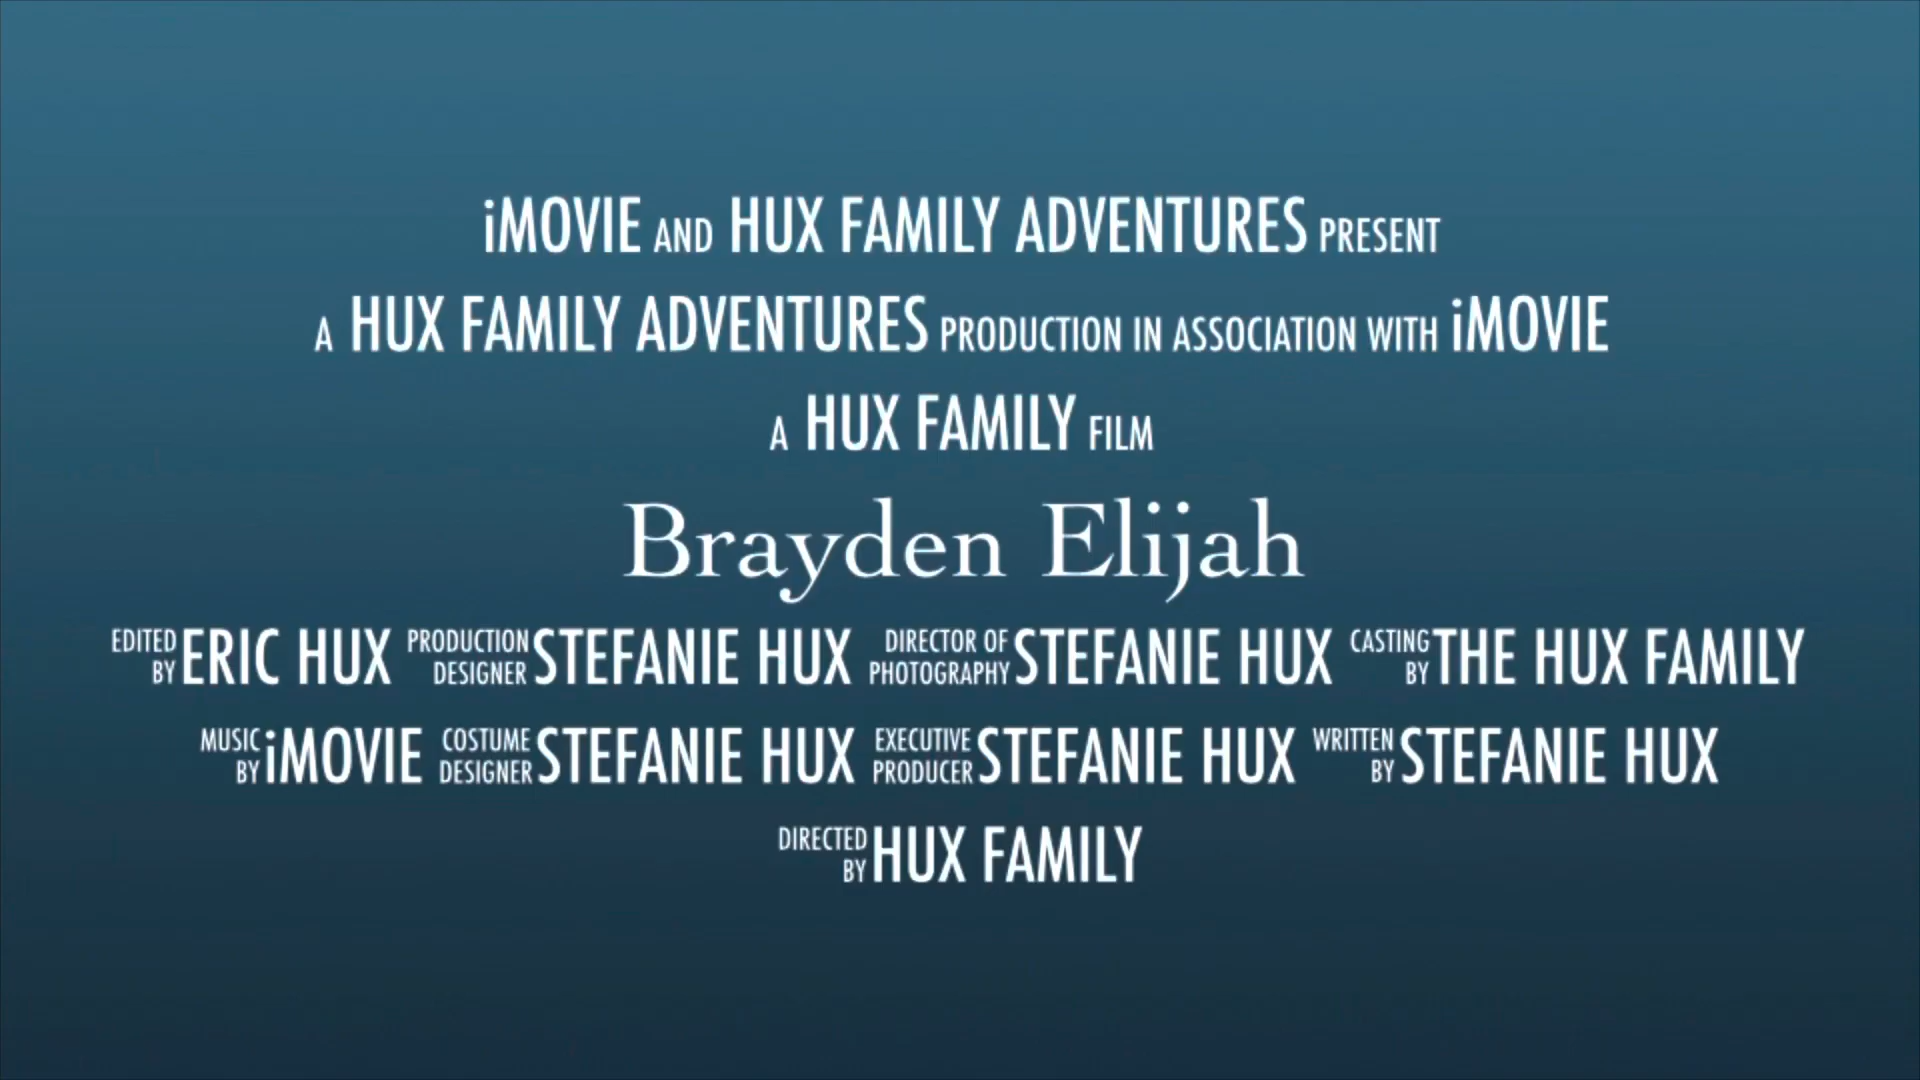 iMOVIE AND HUX FAMILY ADVENTURES PRESENT
A HUX FAMILY ADVENTURES PRODUCTION IN ASSOCIATION WITH iMOVIE
A HUX FAMILY FILM
Brayden Elijah
EDITED BY ERIC HUX PRODUCTION DESIGNER STEFANIE HUX DIRECTOR OF PHOTOGRAPHY STEFANIE HUX CASTING BY THE HUX FAMILY
MUSIC BY iMOVIE COSTUME DESIGNER STEFANIE HUX EXECUTIVE PRODUCER STEFANIE HUX WRITTEN BY STEFANIE HUX
DIRECTED BY HUX FAMILY